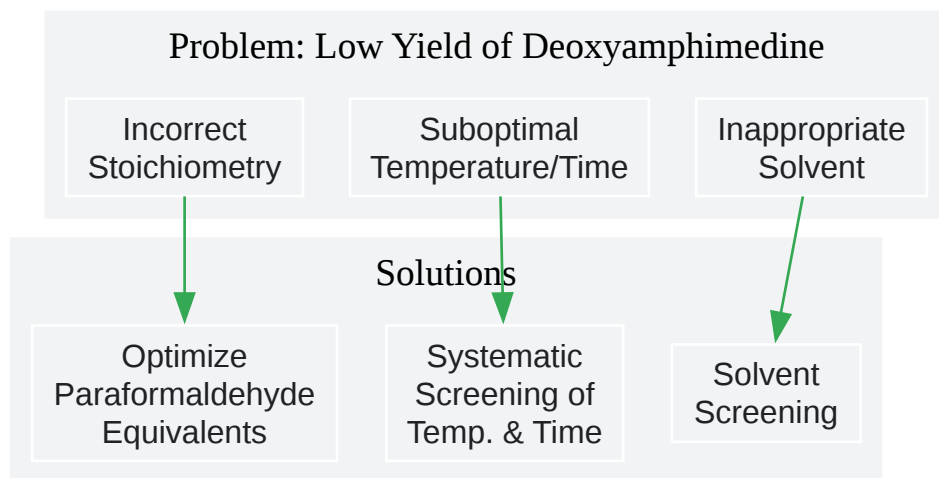 Problem: Low Yield of Deoxyamphimedine
Incorrect
Stoichiometry
Suboptimal
Temperature/Time
Inappropriate
Solvent
Solutions
Optimize
Paraformaldehyde
Equivalents
Systematic
Screening of
Temp. & Time
Solvent
Screening